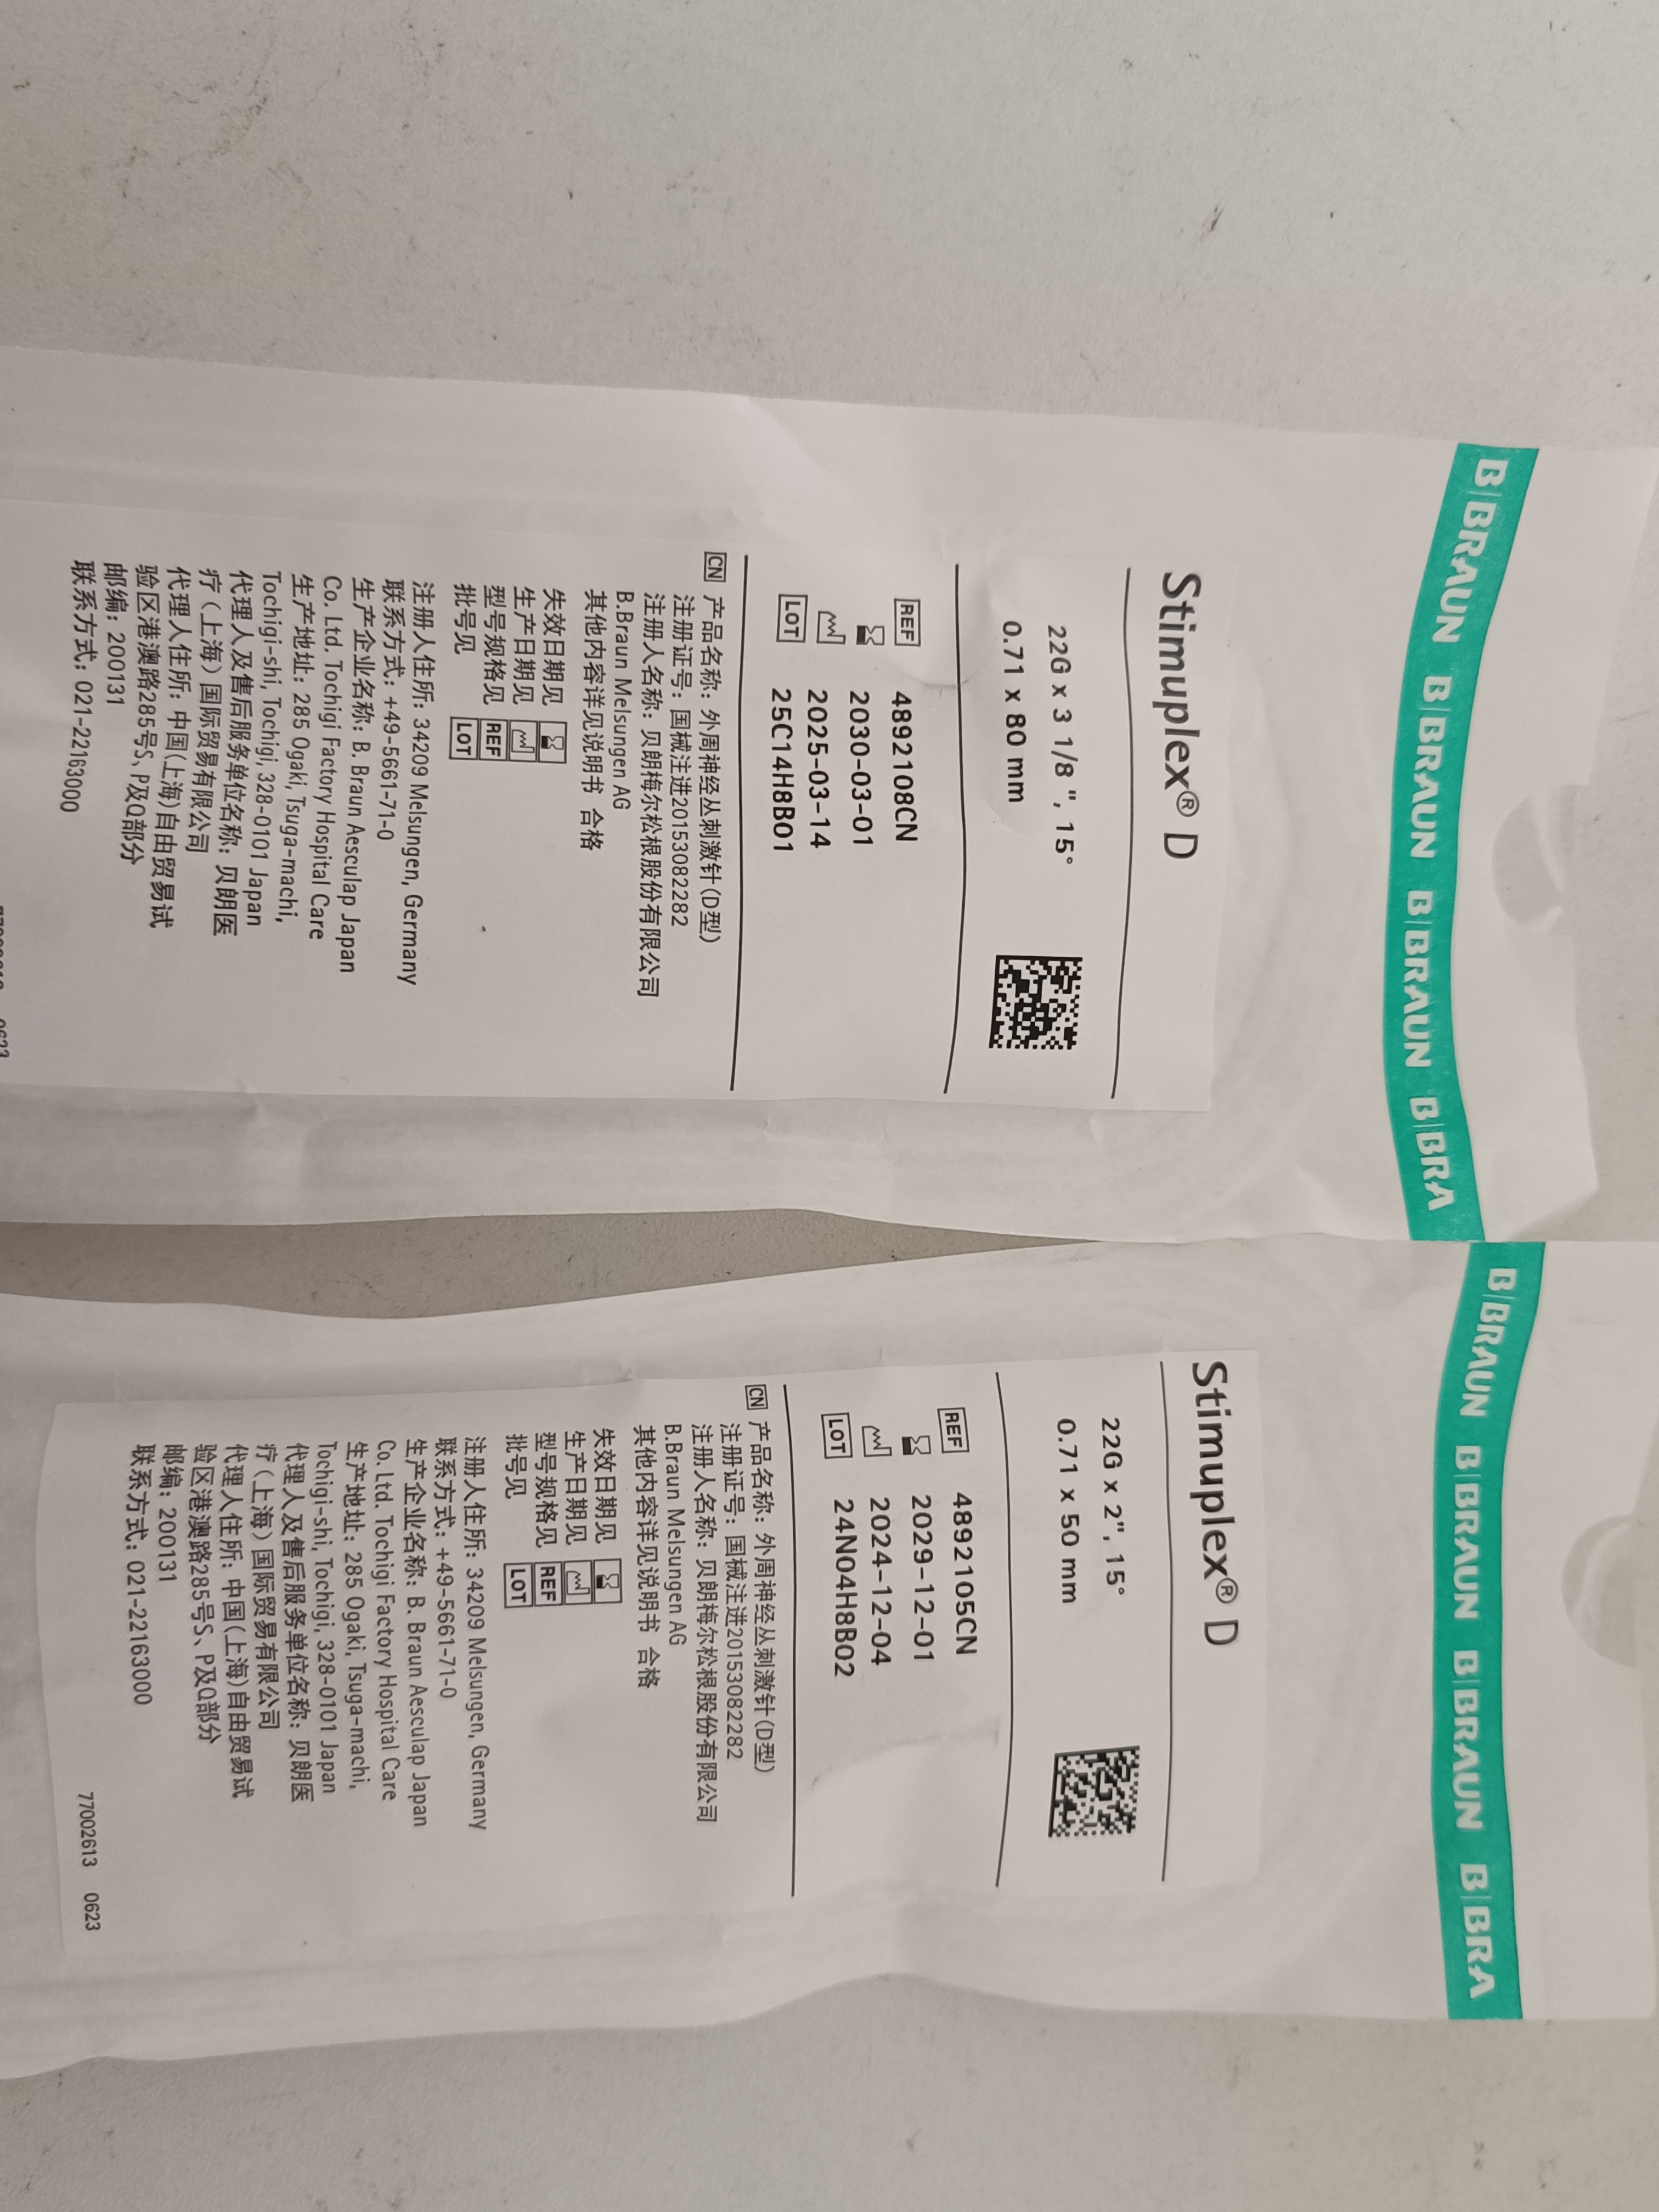 B|BRAUN B|BRAUN B|BRAUN B|BRA
Stimuplex® D
22G x 3 1/8 ", 15°
0.71 x 80 mm
REF 4892108CN
2030-03-01
2025-03-14
LOT 25C14H8B01
CN 产品名称: 外周神经丛刺激针(D型)
注册证号: 国械注进20153082282
注册人名称: 贝朗梅尔松根股份有限公司
B.Braun Melsungen AG
其他内容详见说明书 合格
失效日期见
生产日期见
型号规格见 REF
批号见 LOT
注册人住所: 34209 Melsungen, Germany
联系方式: +49-5661-71-0
生产企业名称: B. Braun Aesculap Japan
Co. Ltd. Tochigi Factory Hospital Care
生产地址: 285 Ogaki, Tsuga-machi,
Tochigi-shi, Tochigi, 328-0101 Japan
代理人及售后服务单位名称: 贝朗医
疗(上海)国际贸易有限公司
代理人住所: 中国(上海)自由贸易试
验区港澳路285号S、P及Q部分
邮编: 200131
联系方式: 021-22163000
B|BRAUN B|BRAUN B|BRAUN B|BRA
Stimuplex® D
22G x 2", 15°
0.71 x 50 mm
REF 4892105CN
2029-12-01
2024-12-04
LOT 24N04H8B02
CN 产品名称: 外周神经丛刺激针(D型)
注册证号: 国械注进20153082282
注册人名称: 贝朗梅尔松根股份有限公司
B.Braun Melsungen AG
其他内容详见说明书 合格
失效日期见
生产日期见
型号规格见 REF
批号见 LOT
注册人住所: 34209 Melsungen, Germany
联系方式: +49-5661-71-0
生产企业名称: B. Braun Aesculap Japan
Co. Ltd. Tochigi Factory Hospital Care
生产地址: 285 Ogaki, Tsuga-machi,
Tochigi-shi, Tochigi, 328-0101 Japan
代理人及售后服务单位名称: 贝朗医
疗(上海)国际贸易有限公司
代理人住所: 中国(上海)自由贸易试
验区港澳路285号S、P及Q部分
邮编: 200131
联系方式: 021-22163000
77002613 0623